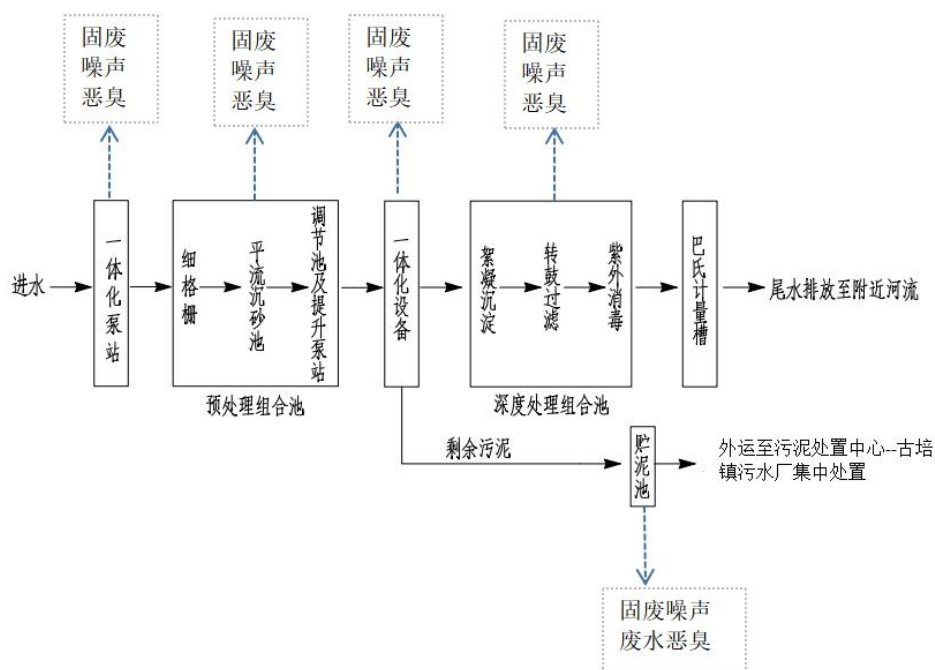 固废
噪声
恶臭
固废
噪声
恶臭
固废
噪声
恶臭
固废
噪声
恶臭
进水
一体化泵站
细格栅
平流沉砂池
调节池及提升泵站
一体化设备
絮凝沉淀
转鼓过滤
紫外消毒
巴氏计量槽
尾水排放至附近河流
预处理组合池
深度处理组合池
剩余污泥
贮泥池
外运至污泥处置中心--古培
镇污水厂集中处置
固废噪声
废水恶臭